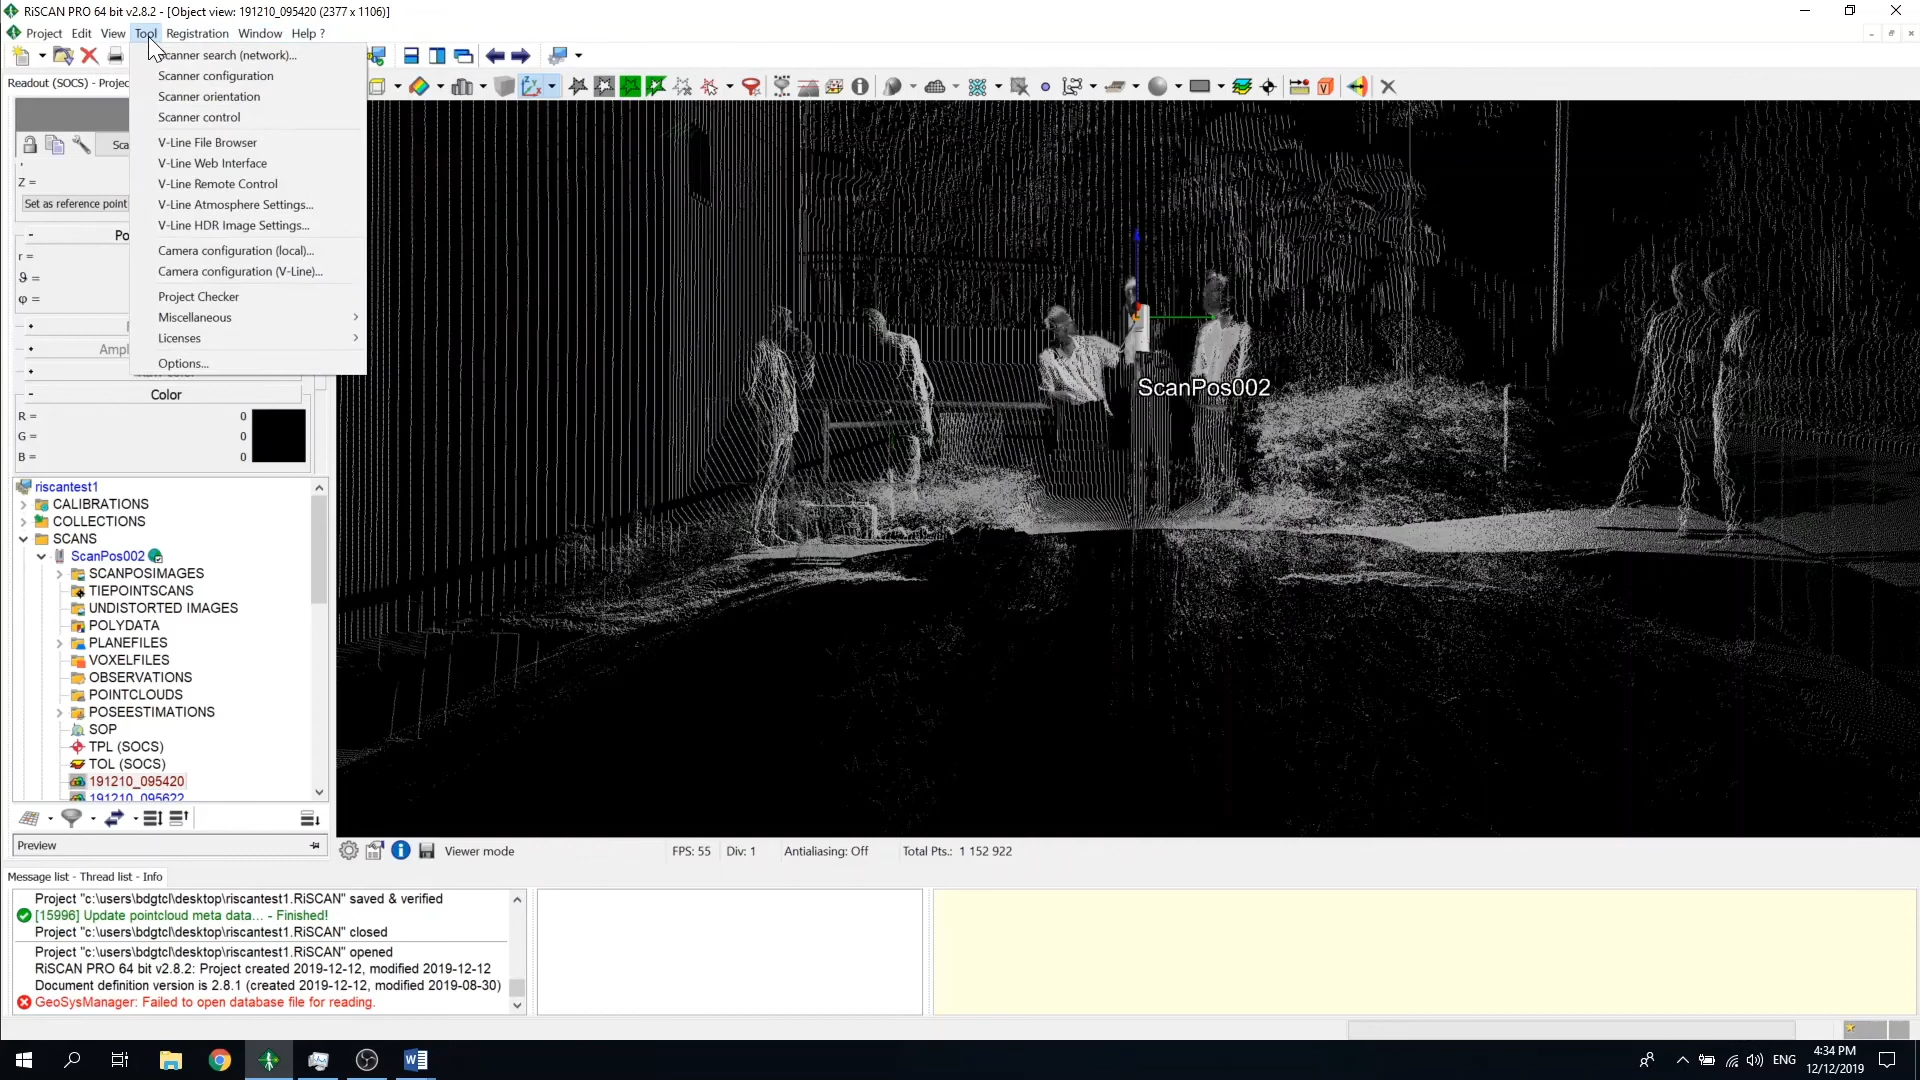 RiSCAN PRO 64 bit v2.8.2 - [Object view: 191210_095420 (2377 x 1106)]
Project Edit View Tool Registration Window Help ?
Readout (SOCS) - Projec
Sca
Z =
Set as reference point
- Po
r =
ϑ =
φ =
Ampl
- Color
R = 0
G = 0
B = 0
Scanner search (network)...
Scanner configuration
Scanner orientation
Scanner control
V-Line File Browser
V-Line Web Interface
V-Line Remote Control
V-Line Atmosphere Settings...
V-Line HDR Image Settings...
Camera configuration (local)...
Camera configuration (V-Line)...
Project Checker
Miscellaneous
Licenses
Options...
ScanPos002
riscantest1
CALIBRATIONS
COLLECTIONS
SCANS
ScanPos002
SCANPOSIMAGES
TIEPOINTSCANS
UNDISTORTED IMAGES
POLYDATA
PLANEFILES
VOXELFILES
OBSERVATIONS
POINTCLOUDS
POSEESTIMATIONS
SOP
TPL (SOCS)
TOL (SOCS)
191210_095420
191210_095622
Preview
Viewer mode FPS: 55 Div: 1 Antialiasing: Off Total Pts.: 1 152 922
Message list - Thread list - Info
Project "c:\users\bdgtcl\desktop\riscantest1.RiSCAN" saved & verified
[15996] Update pointcloud meta data... - Finished!
Project "c:\users\bdgtcl\desktop\riscantest1.RiSCAN" closed
Project "c:\users\bdgtcl\desktop\riscantest1.RiSCAN" opened
RiSCAN PRO 64 bit v2.8.2: Project created 2019-12-12, modified 2019-12-12
Document definition version is 2.8.1 (created 2019-12-12, modified 2019-08-30)
GeoSysManager: Failed to open database file for reading.
ENG
4:34 PM
12/12/2019